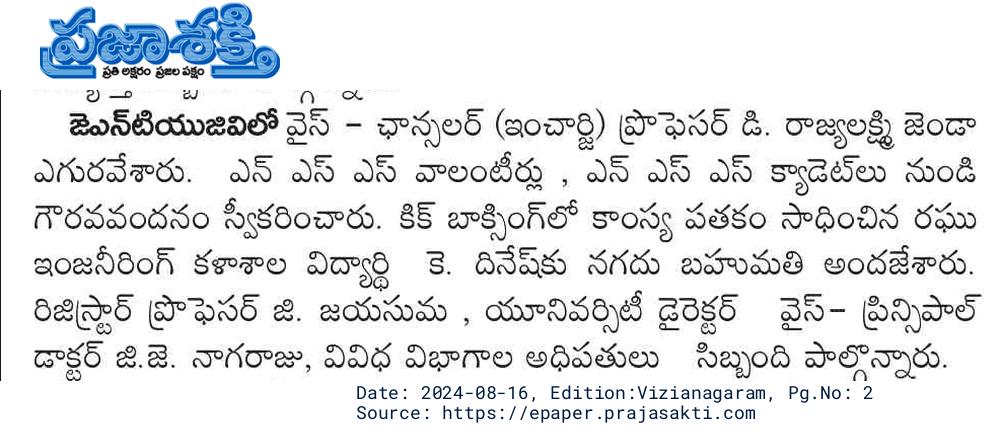 ప్రజాశక్తి
ప్రతి అక్షరం ప్రజల పక్షం
జెఎన్‌టియుజివిలో వైస్ – ఛాన్సలర్ (ఇంచార్జి) ప్రొఫెసర్ డి. రాజ్యలక్ష్మి జెండా
ఎగురవేశారు. ఎన్ ఎస్ ఎస్ వాలంటీర్లు , ఎన్ ఎస్ ఎస్ క్యాడెట్‌లు నుండి
గౌరవవందనం స్వీకరించారు. కిక్ బాక్సింగ్‌లో కాంస్య పతకం సాధించిన రఘు
ఇంజనీరింగ్ కళాశాల విద్యార్థి కె. దినేష్‌కు నగదు బహుమతి అందజేశారు.
రిజిస్ట్రార్ ప్రొఫెసర్ జి. జయసుమ , యూనివర్సిటీ డైరెక్టర్ వైస్– ప్రిన్సిపాల్
డాక్టర్ జి.జె. నాగరాజు, వివిధ విభాగాల అధిపతులు సిబ్బంది పాల్గొన్నారు.
Date: 2024-08-16, Edition:Vizianagaram, Pg.No: 2
Source: https://epaper.prajasakti.com